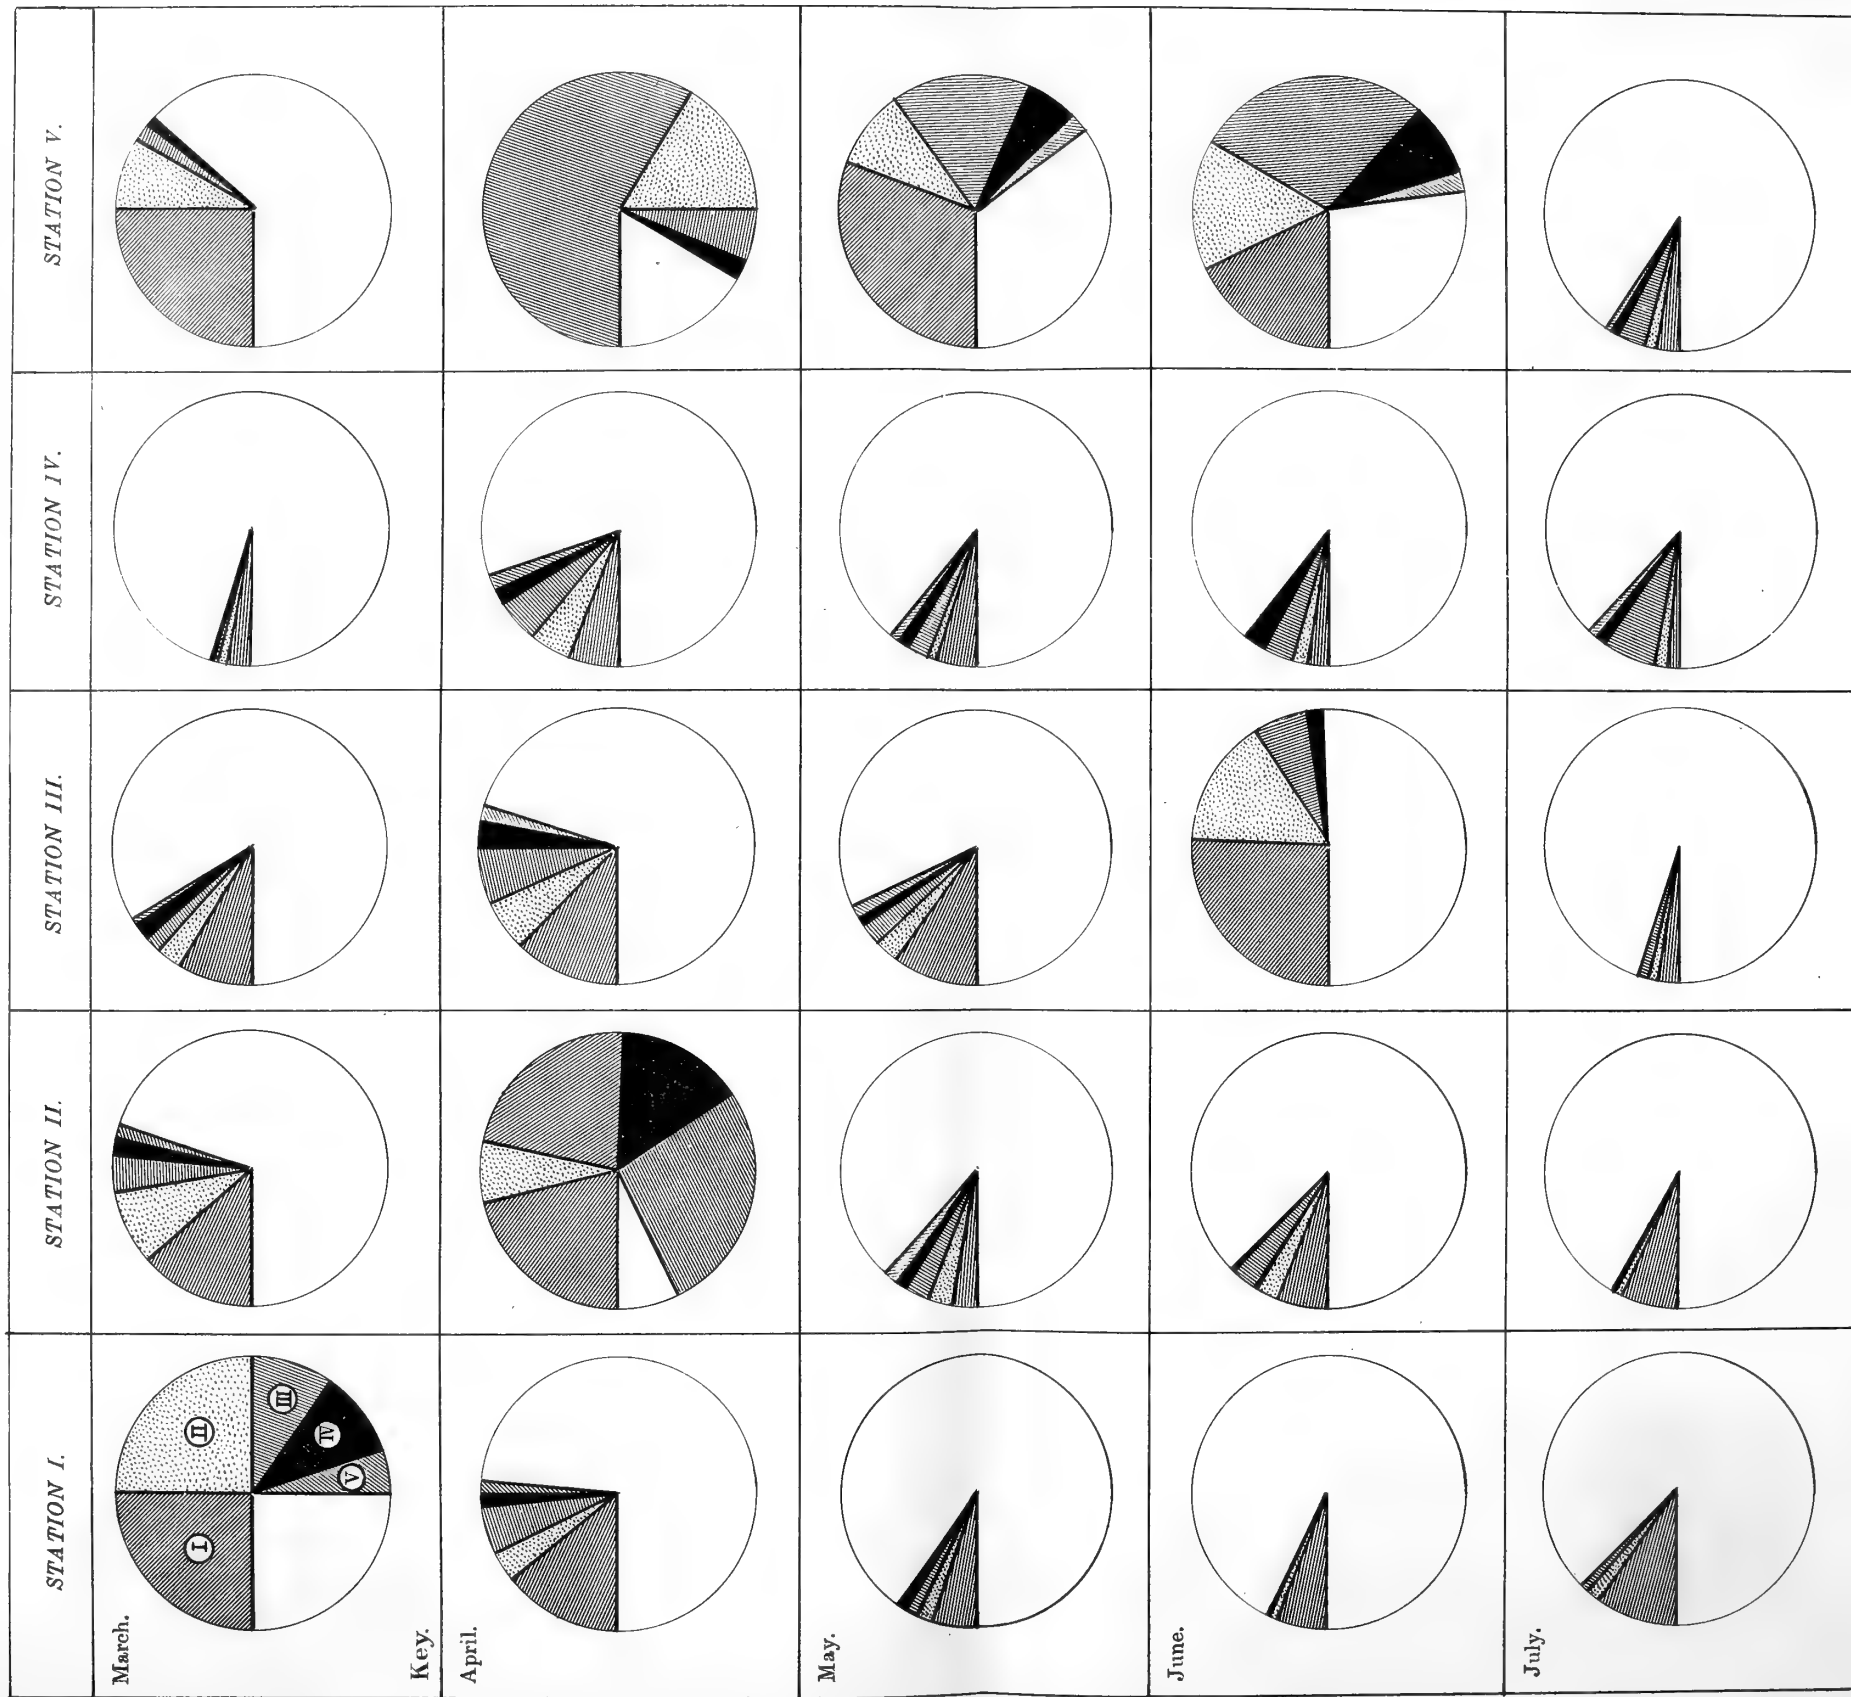 STATION I.
STATION II.
STATION III.
STATION IV.
STATION V.
March.
Key.
I
II
III
IV
V
April.
May.
June.
July.